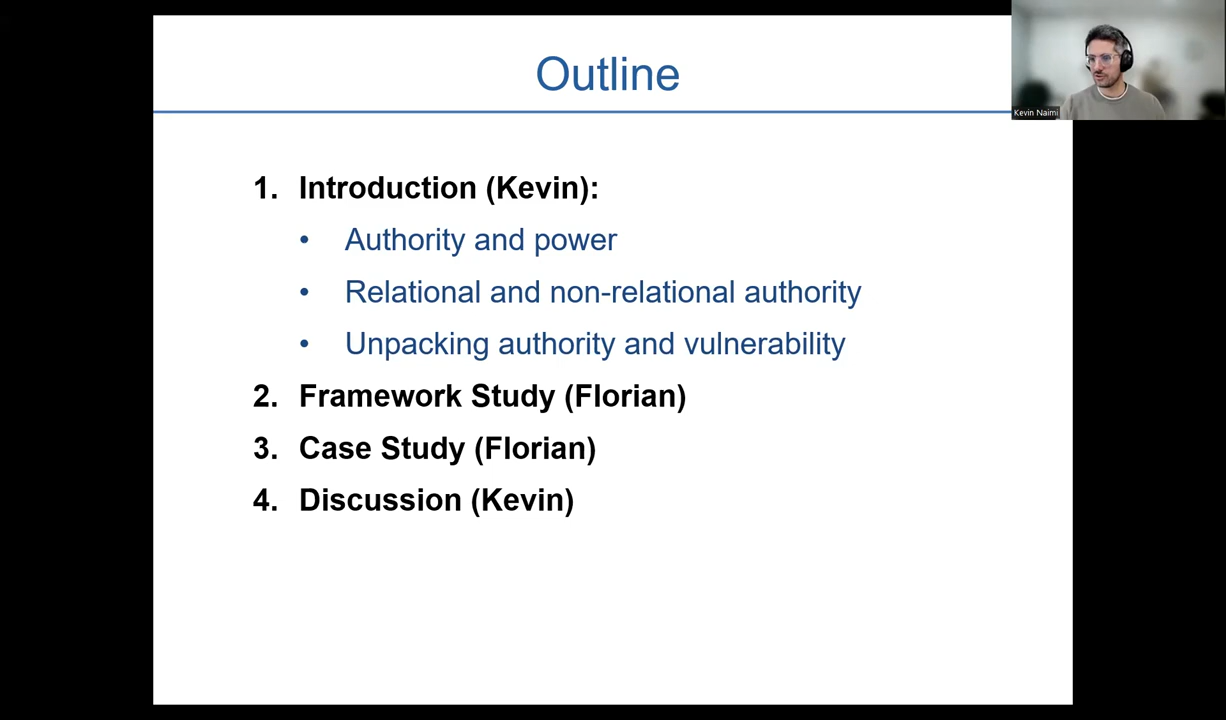 Outline
Kevin Naimi
1. Introduction (Kevin):
• Authority and power
• Relational and non-relational authority
• Unpacking authority and vulnerability
2. Framework Study (Florian)
3. Case Study (Florian)
4. Discussion (Kevin)